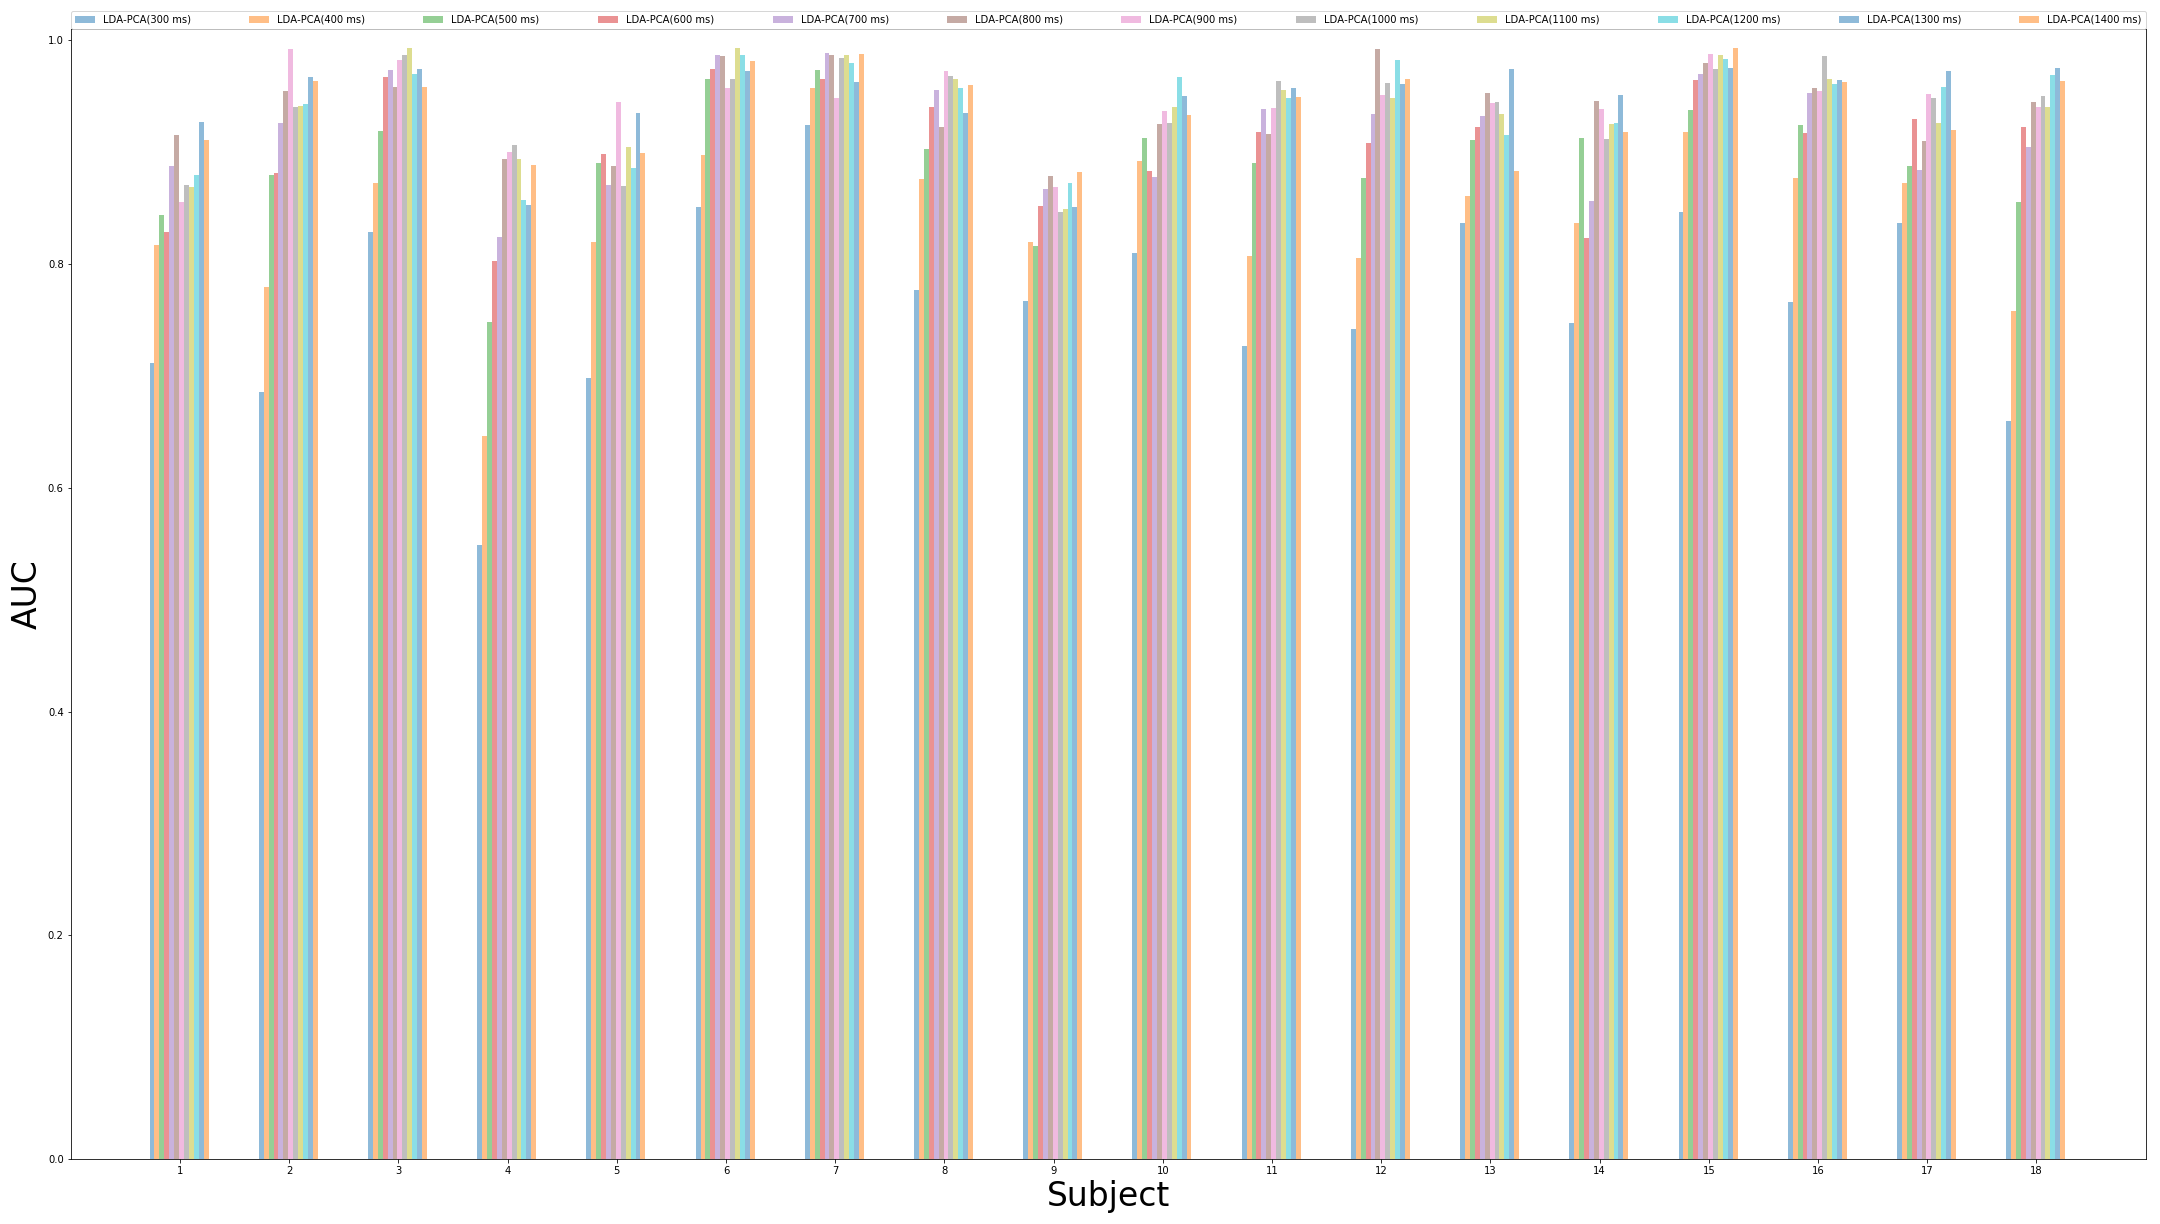 LDA-PCA(300 ms) LDA-PCA(400 ms) LDA-PCA(500 ms) LDA-PCA(600 ms) LDA-PCA(700 ms) LDA-PCA(800 ms) LDA-PCA(900 ms) LDA-PCA(1000 ms) LDA-PCA(1100 ms) LDA-PCA(1200 ms) LDA-PCA(1300 ms) LDA-PCA(1400 ms)
1.0
0.8
0.6
AUC
0.4
0.2
0.0
1 2 3 4 5 6 7 8 9 10 11 12 13 14 15 16 17 18
Subject